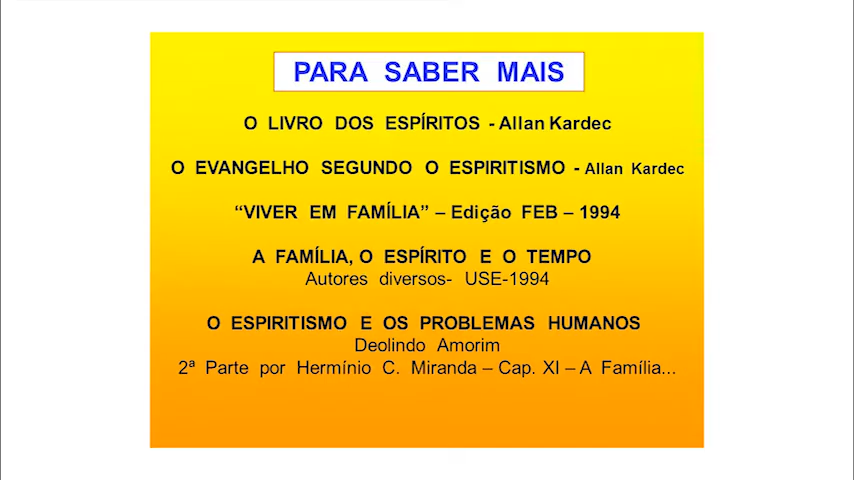 PARA SABER MAIS
O LIVRO DOS ESPÍRITOS - Allan Kardec
O EVANGELHO SEGUNDO O ESPIRITISMO - Allan Kardec
“VIVER EM FAMÍLIA” – Edição FEB – 1994
A FAMÍLIA, O ESPÍRITO E O TEMPO
Autores diversos- USE-1994
O ESPIRITISMO E OS PROBLEMAS HUMANOS
Deolindo Amorim
2ª Parte por Hermínio C. Miranda – Cap. XI – A Família...